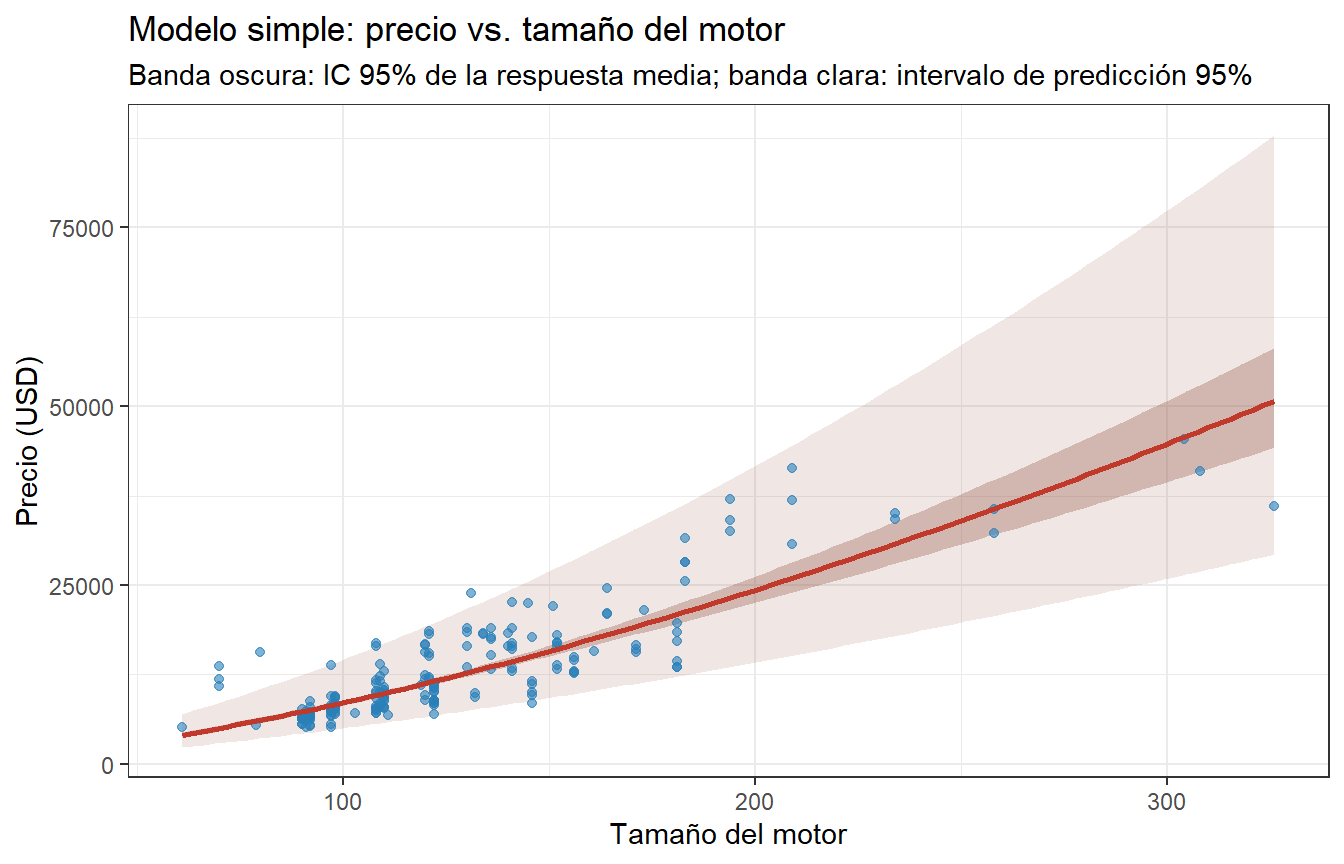 Modelo simple: precio vs. tamaño del motor
Banda oscura: IC 95% de la respuesta media; banda clara: intervalo de predicción 95%
Precio (USD)
75000
50000
25000
0
100
200
300
Tamaño del motor